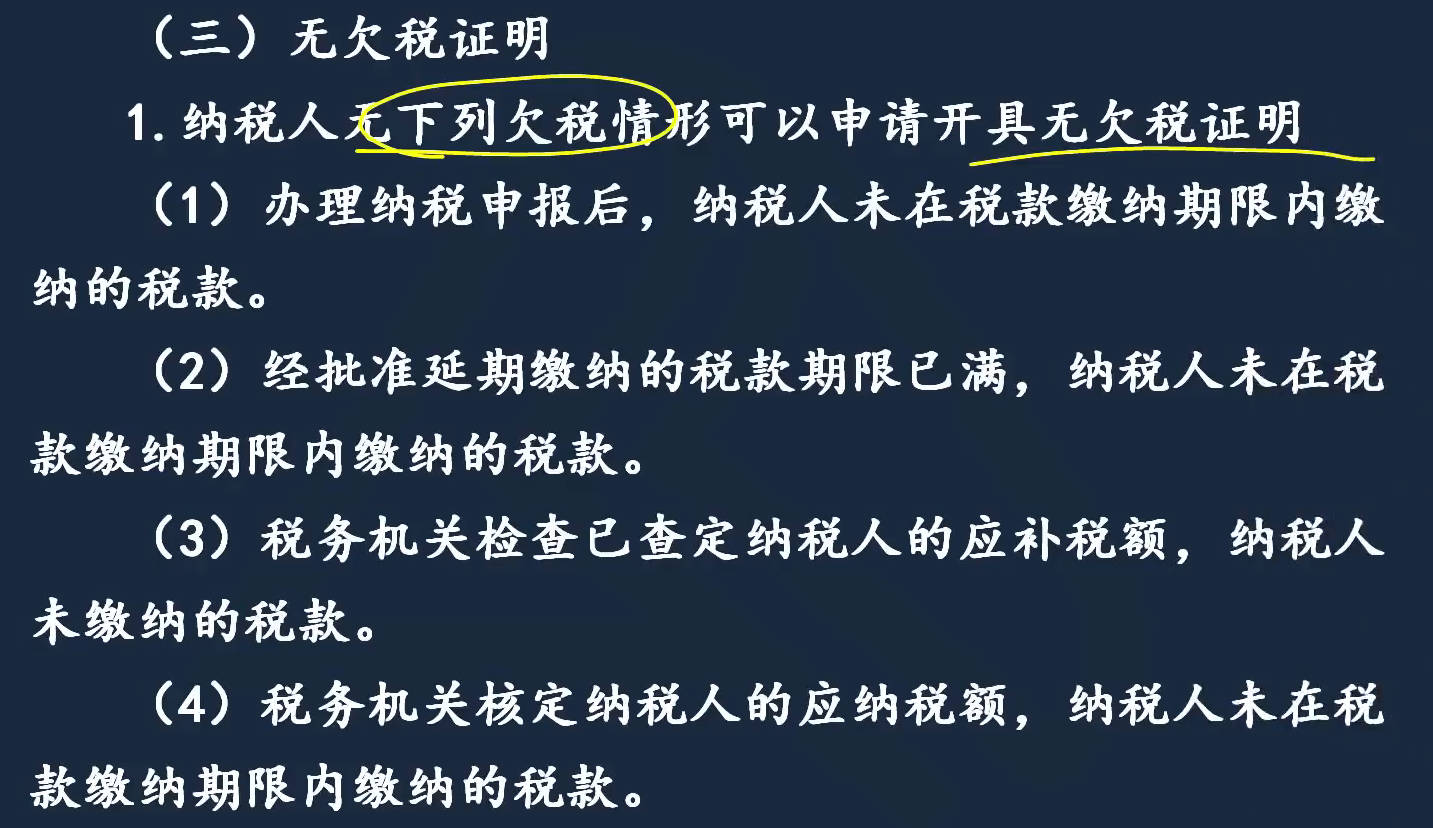 （三）无欠税证明
1. 纳税人无下列欠税情形可以申请开具无欠税证明
（1）办理纳税申报后，纳税人未在税款缴纳期限内缴
纳的税款。
（2）经批准延期缴纳的税款期限已满，纳税人未在税
款缴纳期限内缴纳的税款。
（3）税务机关检查已查定纳税人的应补税额，纳税人
未缴纳的税款。
（4）税务机关核定纳税人的应纳税额，纳税人未在税
款缴纳期限内缴纳的税款。